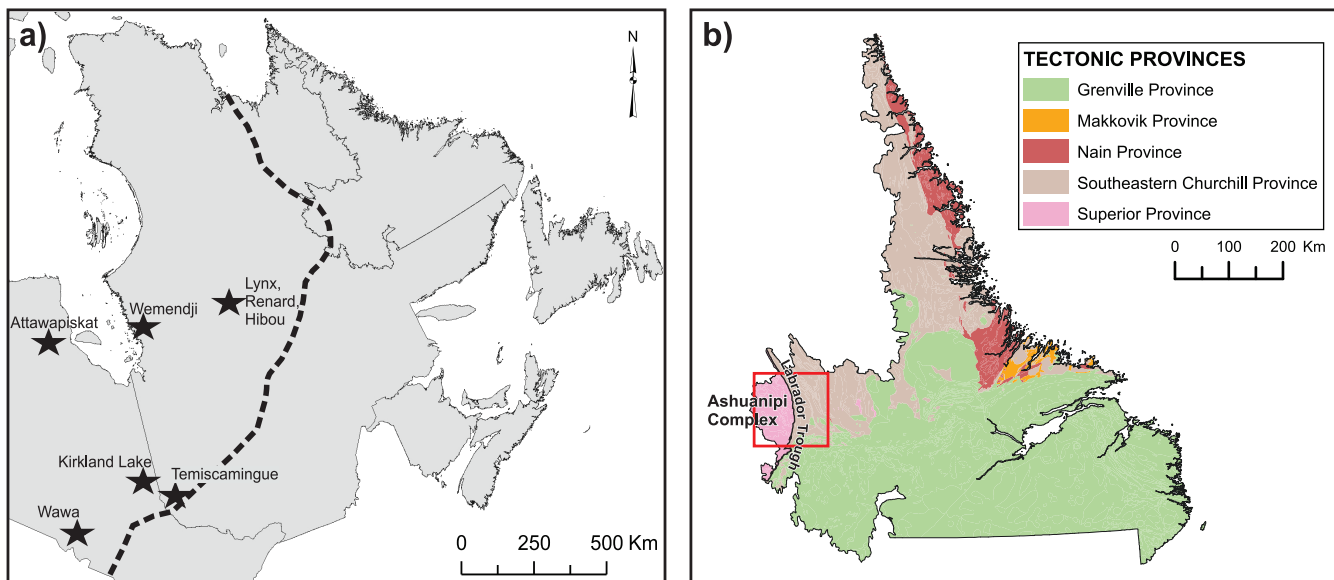 a)
N
Lynx,
Renard,
Hibou
Wemendji
Attawapiskat
Kirkland Lake
Temiscamingue
Wawa
0 250 500 Km
b)
TECTONIC PROVINCES
Grenville Province
Makkovik Province
Nain Province
Southeastern Churchill Province
Superior Province
0 100 200 Km
Labrador Trough
Ashuanipi
Complex